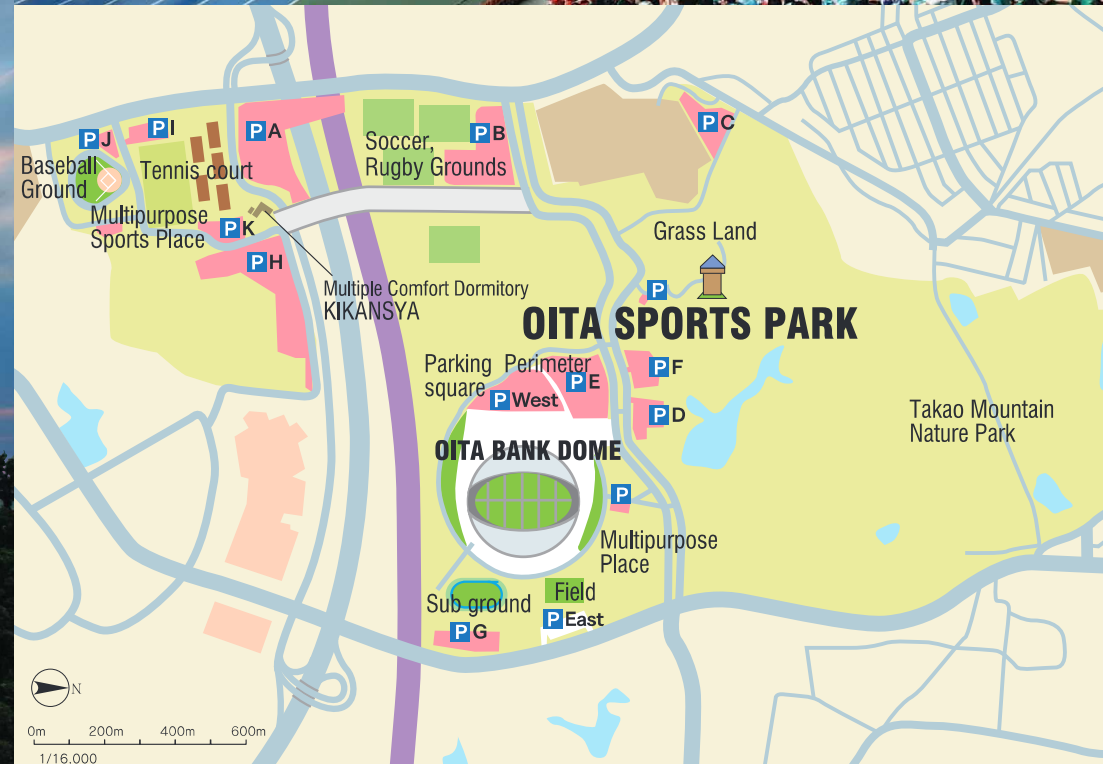 P J
P I
P A
Soccer,
Rugby Grounds
P B
P C
Baseball
Ground
Tennis court
Multipurpose
Sports Place
P K
P H
Multiple Comfort Dormitory
KIKANSYA
Grass Land
P
OITA SPORTS PARK
Parking
square
Perimeter
P E
P West
P F
P D
Takao Mountain
Nature Park
OITA BANK DOME
P
Multipurpose
Place
Sub ground
Field
P East
P G
N
0m 200m 400m 600m
1/16,000